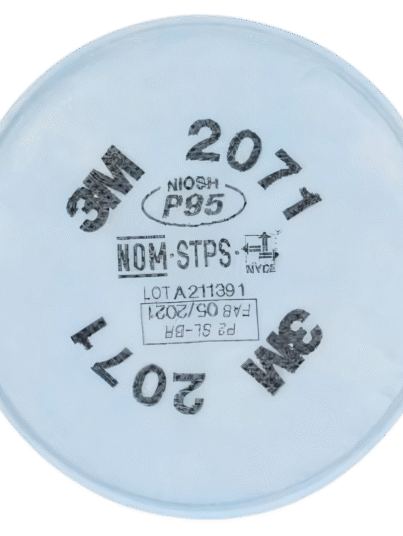 3M 2071
NIOSH
P95
NOM-STPS-
NYCE
LOT A211391
FAB 05/2021
P2 SL-BR
3M 2071